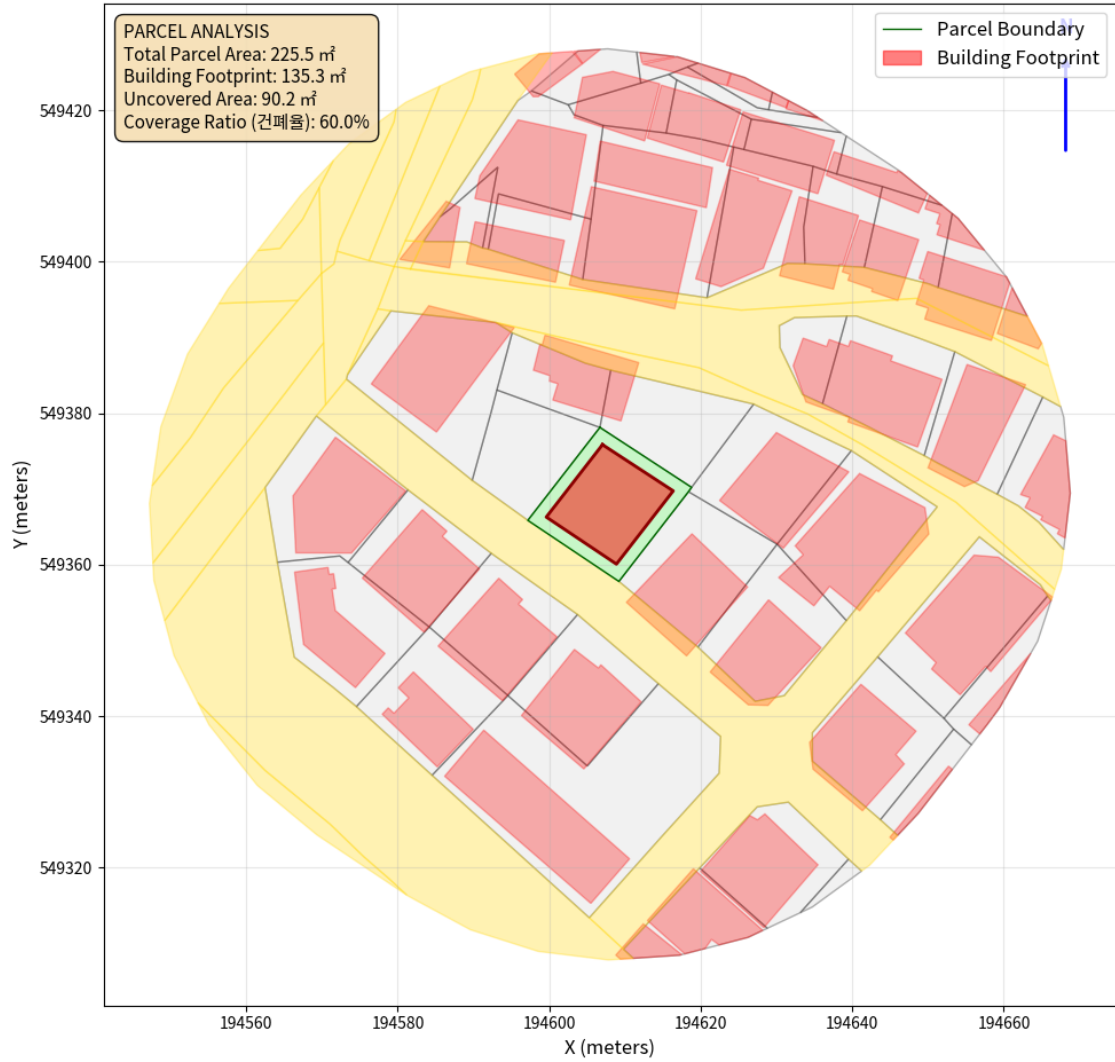 PARCEL ANALYSIS
Total Parcel Area: 225.5 ㎡
Building Footprint: 135.3 ㎡
Uncovered Area: 90.2 ㎡
Coverage Ratio (건폐율): 60.0%
Parcel Boundary
Building Footprint
N
549420
549400
549380
549360
549340
549320
Y (meters)
194560
194580
194600
194620
194640
194660
X (meters)